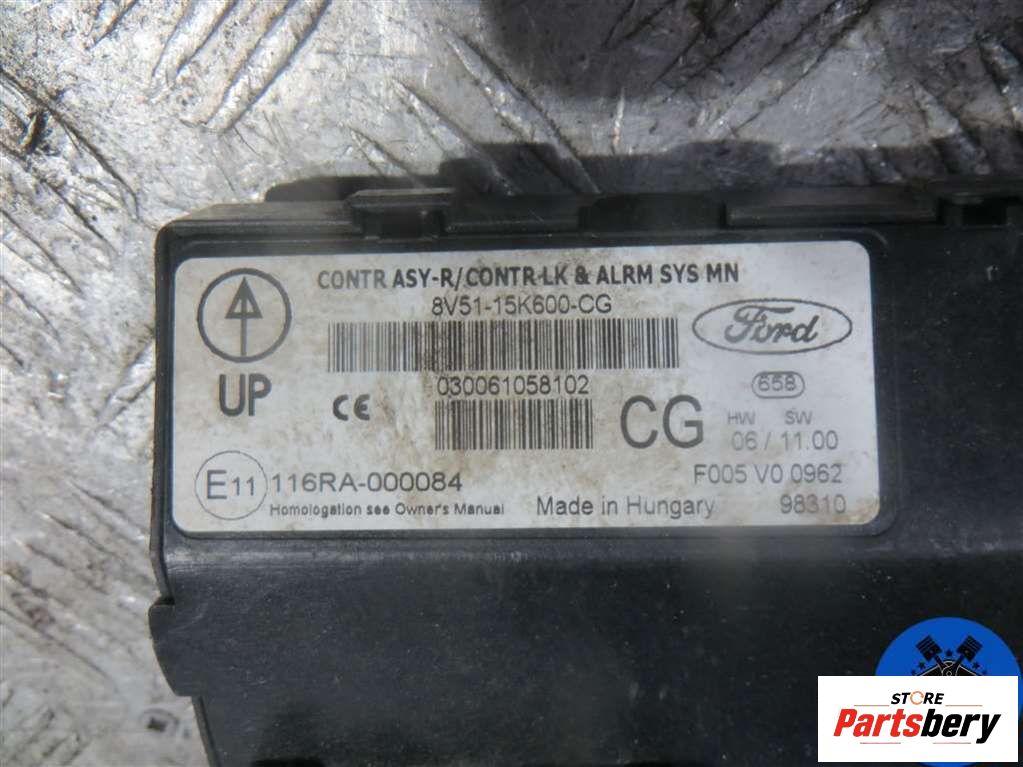 CONTR ASY-R/CONTR LK & ALRM SYS MN
8V51-15K600-CG
Ford
030061058102
658
UP
CE
CG
HW SW
06 / 11.00
E11 116RA-000084
F005 V0 0962
Homologation see Owner's Manual
Made in Hungary
98310
STORE
Partsbery